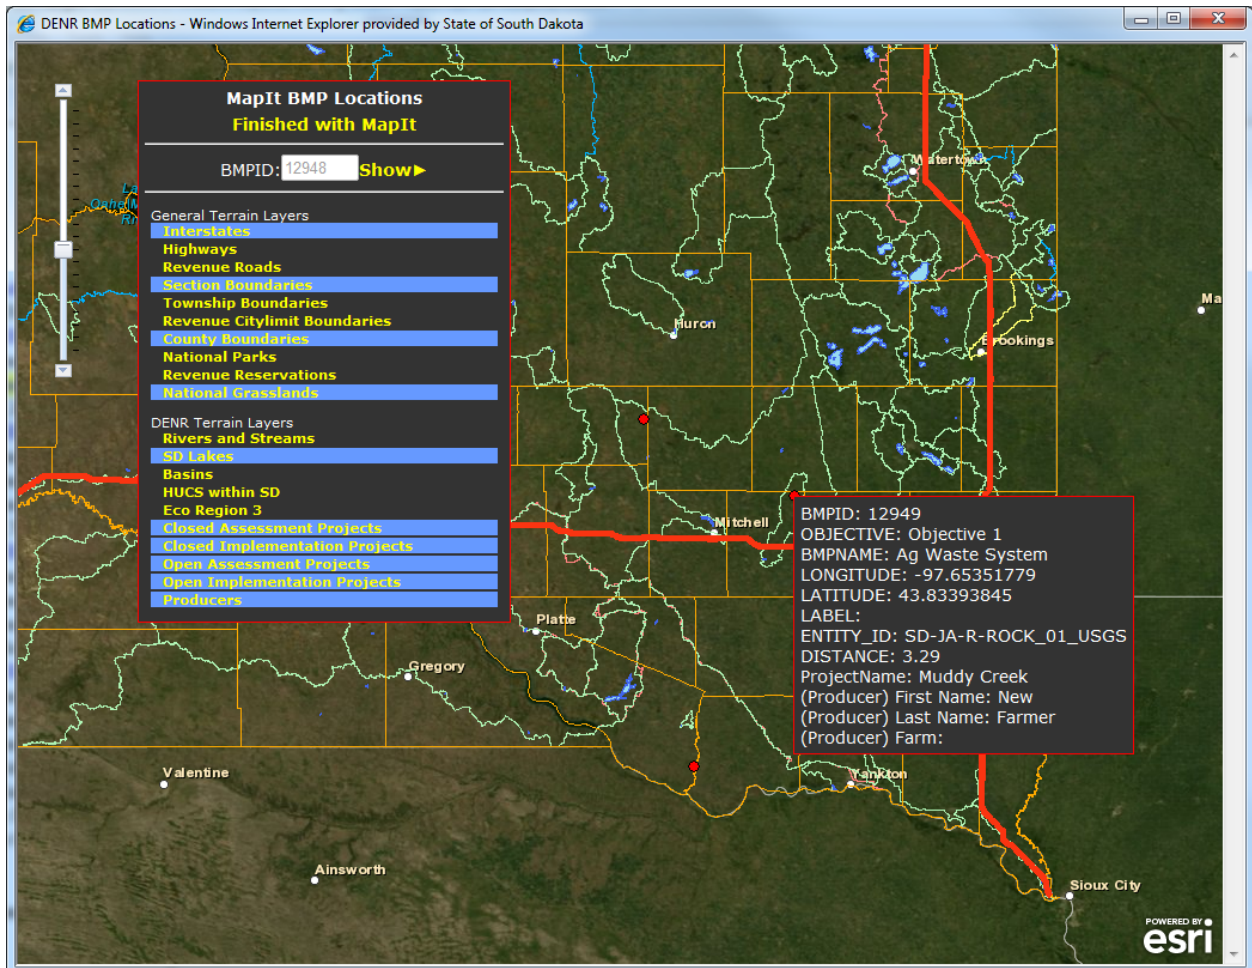 DENR BMP Locations - Windows Internet Explorer provided by State of South Dakota
MapIt BMP Locations
Finished with MapIt
BMPID: 12948 Show►
General Terrain Layers
Interstates
Highways
Revenue Roads
Section Boundaries
Township Boundaries
Revenue Citylimit Boundaries
County Boundaries
National Parks
Revenue Reservations
National Grasslands
DENR Terrain Layers
Rivers and Streams
SD Lakes
Basins
HUCS within SD
Eco Region 3
Closed Assessment Projects
Closed Implementation Projects
Open Assessment Projects
Open Implementation Projects
Producers
Watertown
Ma
Huron
Brookings
Mitchell
BMPID: 12949
OBJECTIVE: Objective 1
BMPNAME: Ag Waste System
LONGITUDE: -97.65351779
LATITUDE: 43.83393845
LABEL:
ENTITY_ID: SD-JA-R-ROCK_01_USGS
DISTANCE: 3.29
ProjectName: Muddy Creek
(Producer) First Name: New
(Producer) Last Name: Farmer
(Producer) Farm:
Platte
Gregory
Valentine
Yankton
Ainsworth
Sioux City
POWERED BY
esri